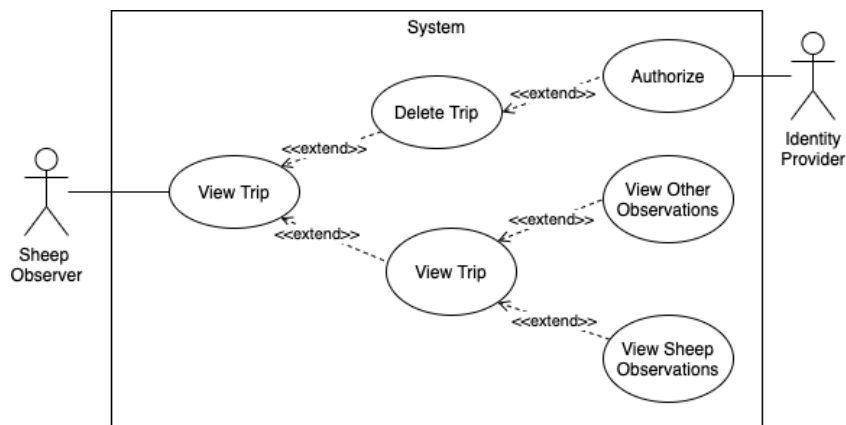 System
Authorize
<<extend>>
Delete Trip
Identity
Provider
<<extend>>
View Trip
View Other
Observations
<<extend>>
<<extend>>
Sheep
Observer
View Trip
<<extend>>
View Sheep
Observations